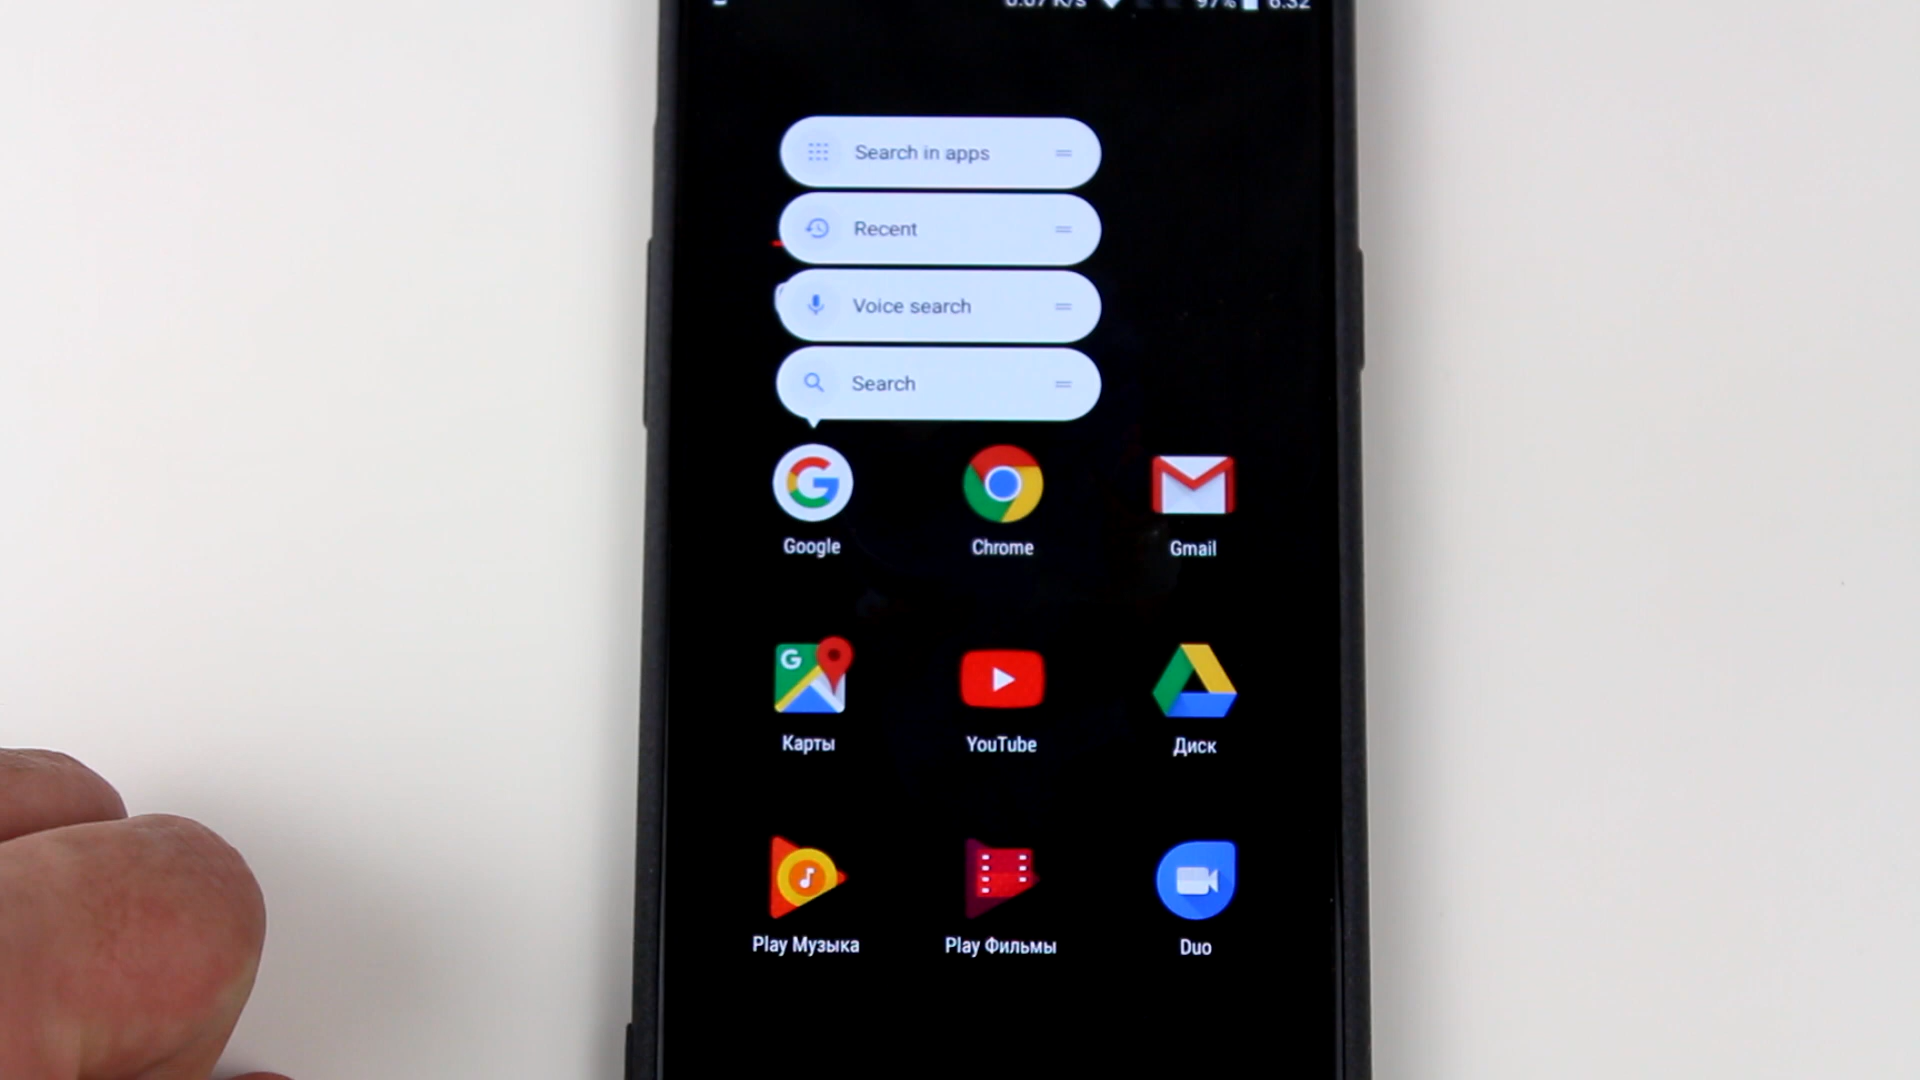 97% 6:32
Search in apps
Recent
Voice search
Search
Google Chrome Gmail
Карты YouTube Диск
Play Музыка Play Фильмы Duo